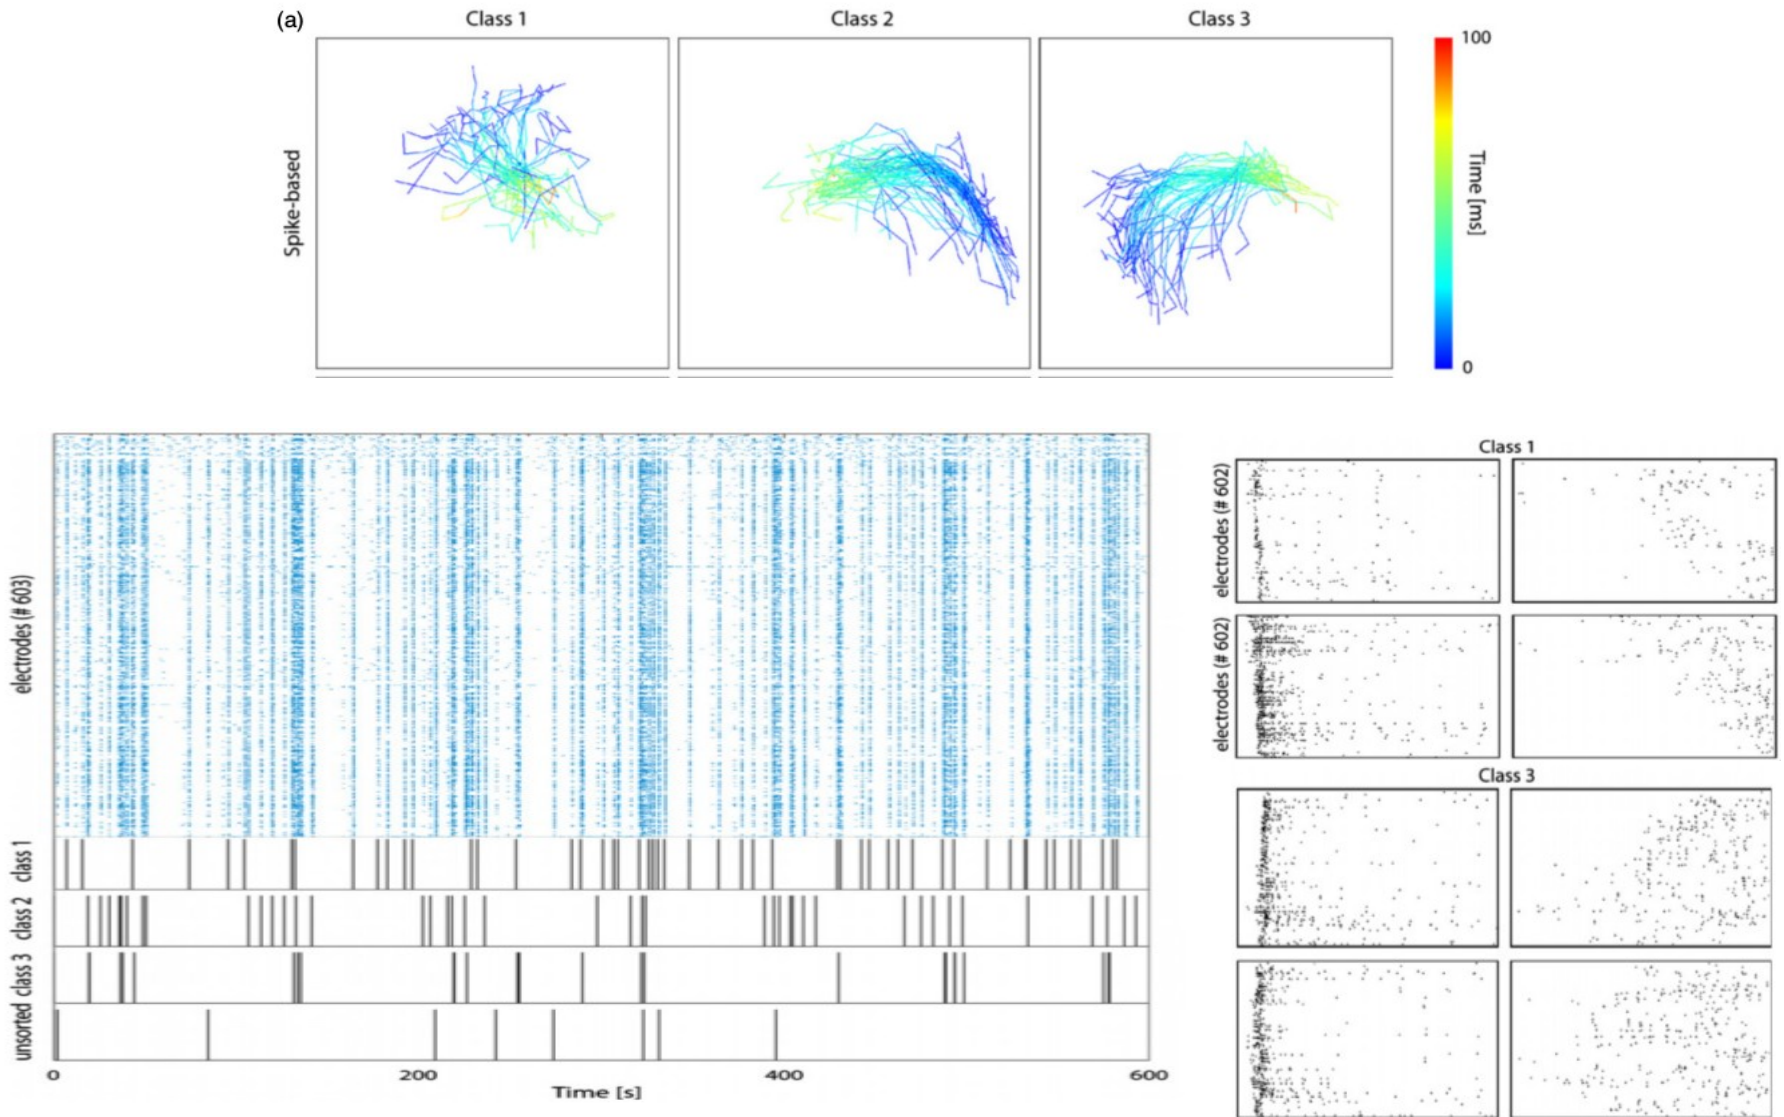 (a)
Class 1
Class 2
Class 3
Spike-based
100
Time [ms]
0
electrodes (# 603)
class 1
class 2
class 3
unsorted
0
200
400
600
Time [s]
Class 1
electrodes (# 602)
electrodes (# 602)
Class 3